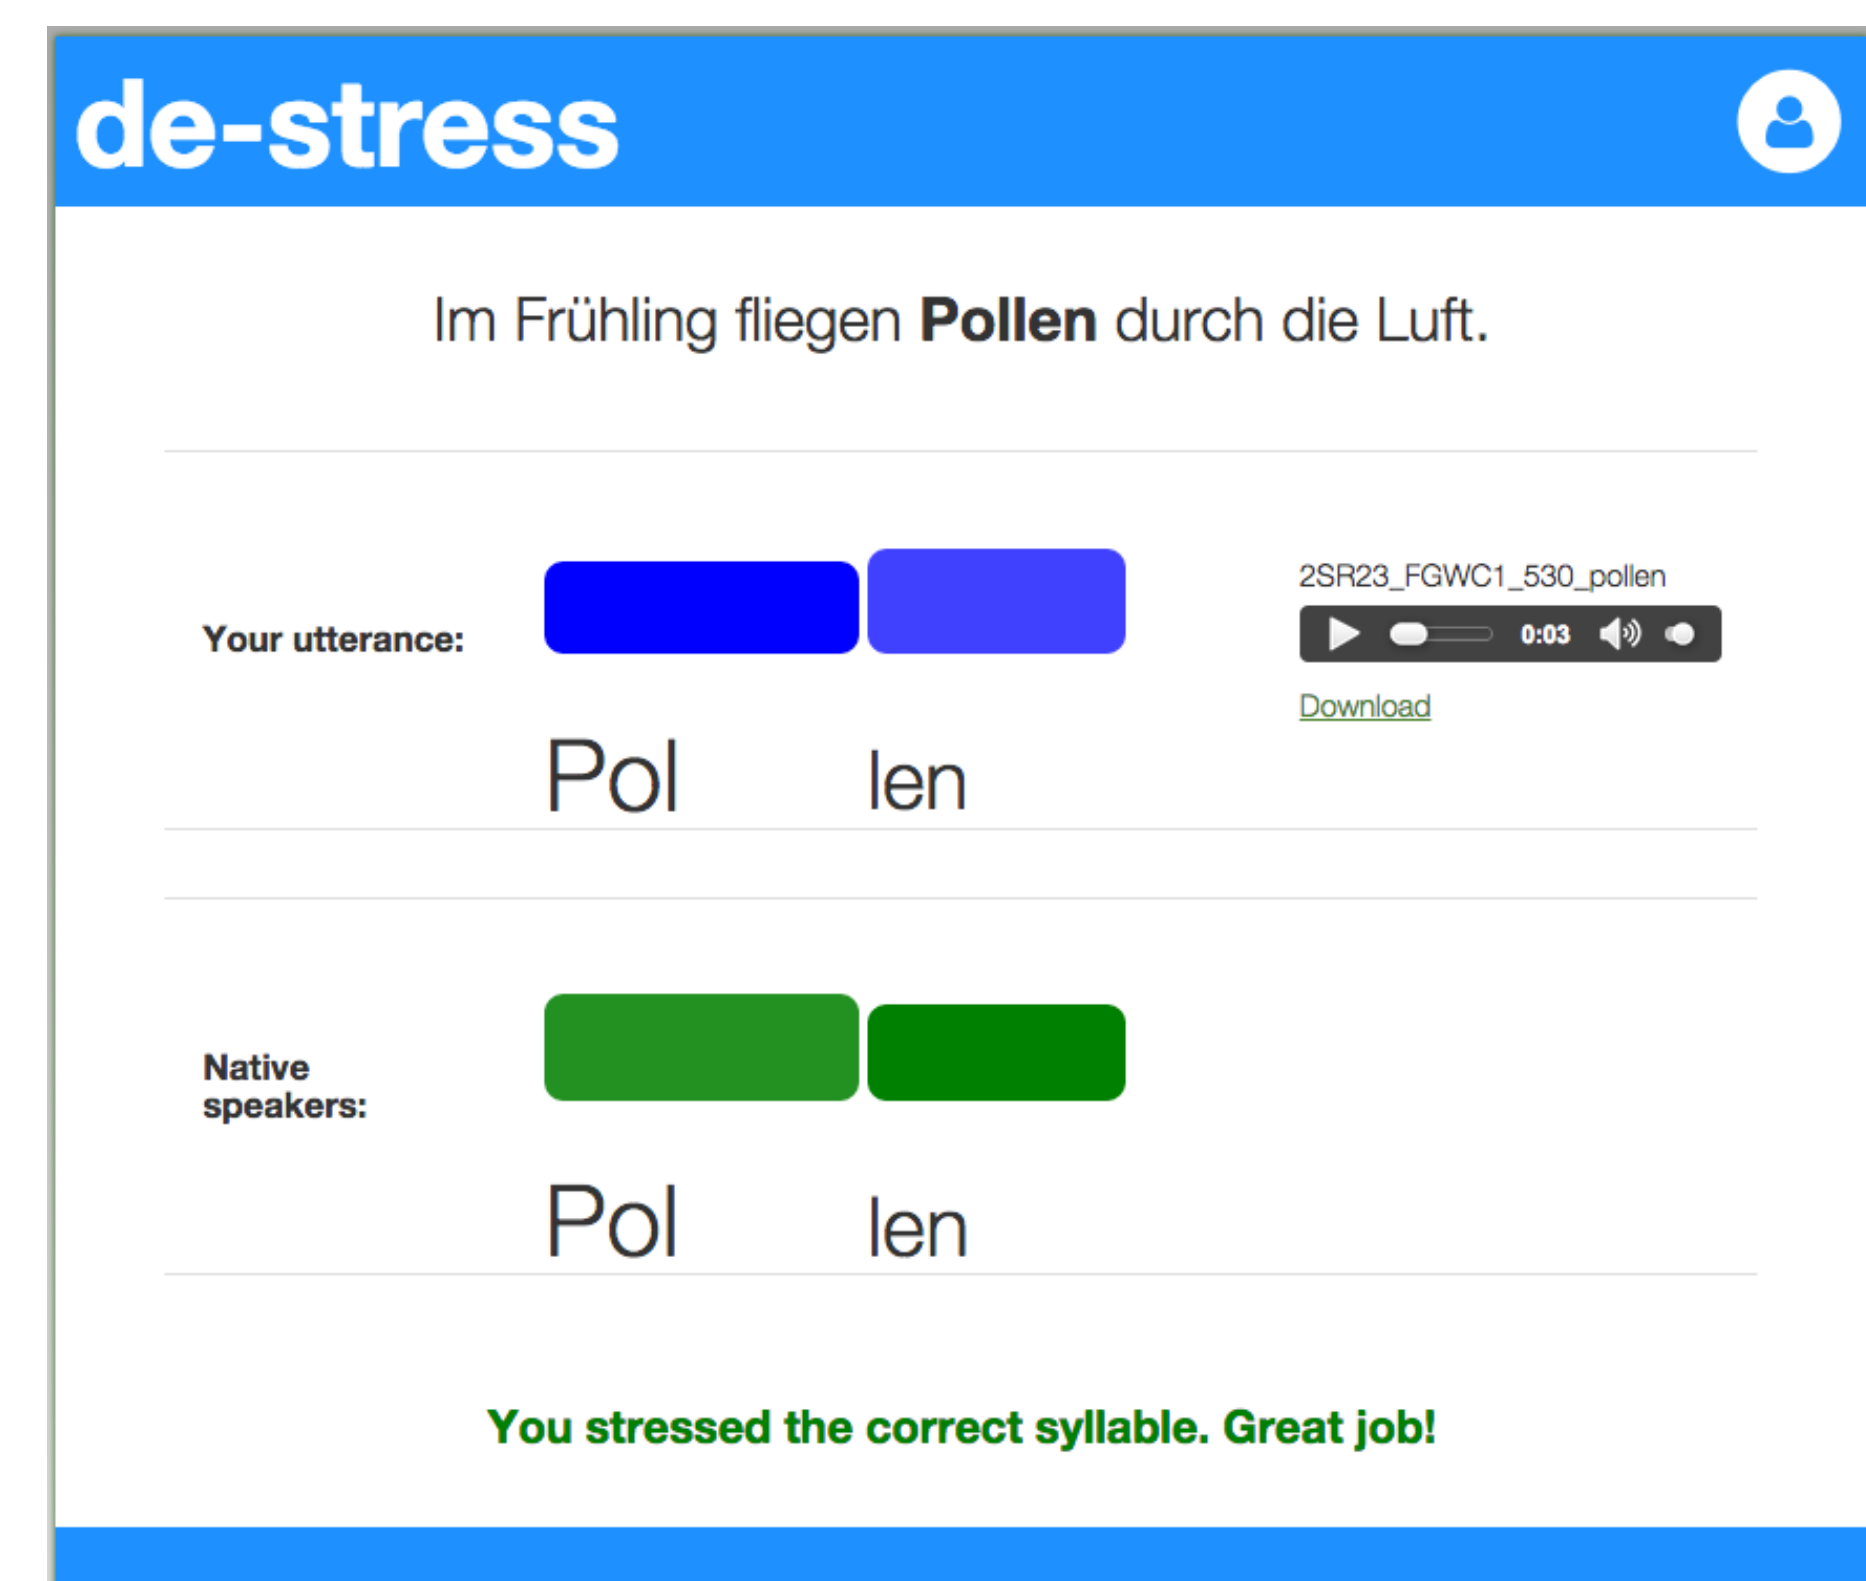 de-stress
Im Frühling fliegen Pollen durch die Luft.
2SR23_FGWC1_530_pollen
Your utterance:
0:03
Download
Pol len
Native
speakers:
Pol len
You stressed the correct syllable. Great job!